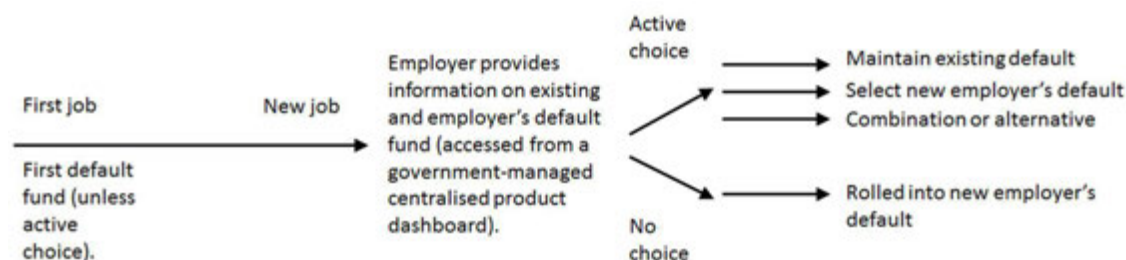 First job
New job
First default
fund (unless
active
choice).
Employer provides
information on existing
and employer's default
fund (accessed from a
government-managed
centralised product
dashboard).
Active
choice
Maintain existing default
Select new employer's default
Combination or alternative
No
choice
Rolled into new employer's
default